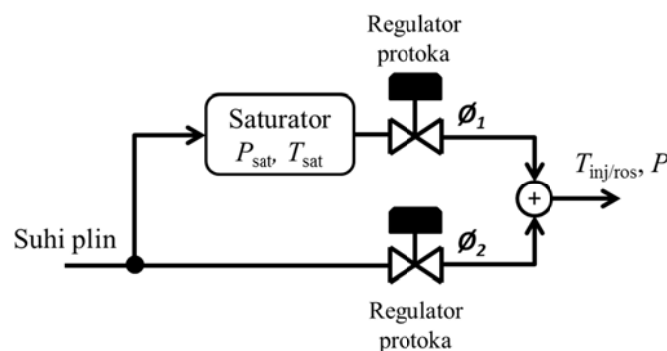 Regulator
protoka
Saturator
Psat, Tsat
Ø1
Tinj/ros, P
+
Suhi plin
Ø2
Regulator
protoka